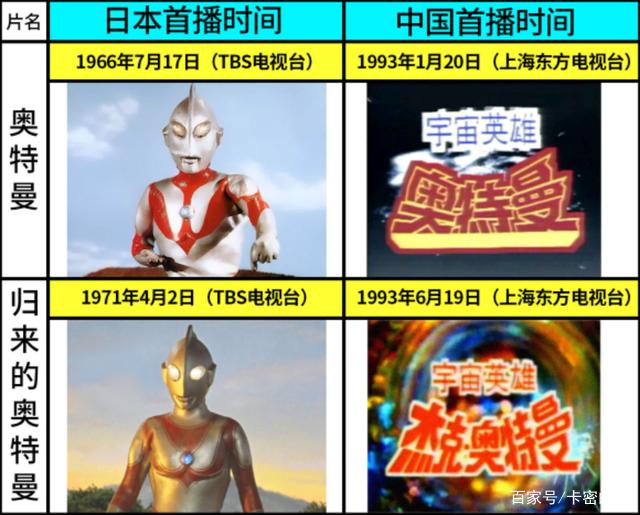 片名
日本首播时间
中国首播时间
奥特曼
1966年7月17日（TBS电视台）
1993年1月20日（上海东方电视台）
宇宙英雄
奥特曼
归来的奥特曼
1971年4月2日（TBS电视台）
1993年6月19日（上海东方电视台）
宇宙英雄
杰克·奥特曼
百家号/卡密